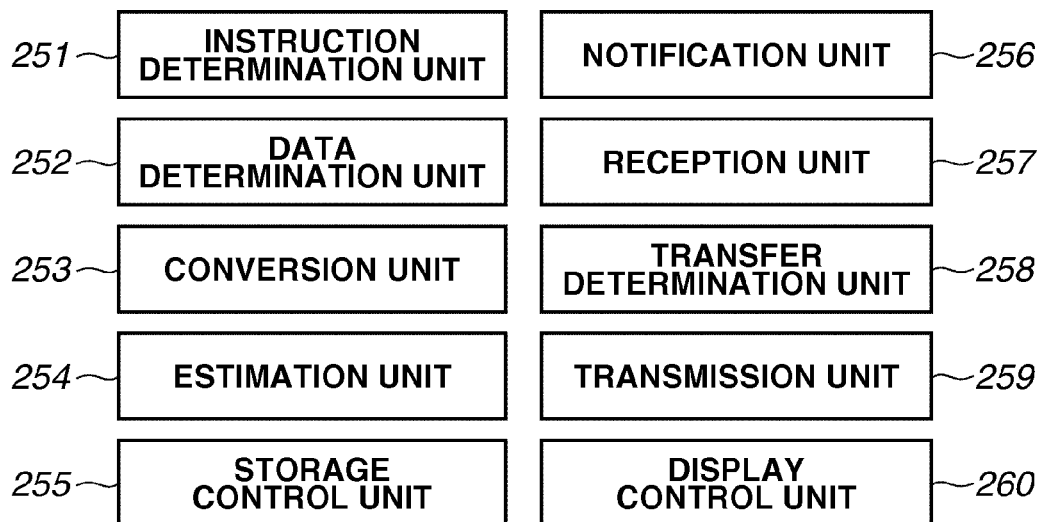 251
INSTRUCTION
DETERMINATION UNIT
NOTIFICATION UNIT
256
252
DATA
DETERMINATION UNIT
RECEPTION UNIT
257
253
CONVERSION UNIT
TRANSFER
DETERMINATION UNIT
258
254
ESTIMATION UNIT
TRANSMISSION UNIT
259
255
STORAGE
CONTROL UNIT
DISPLAY
CONTROL UNIT
260